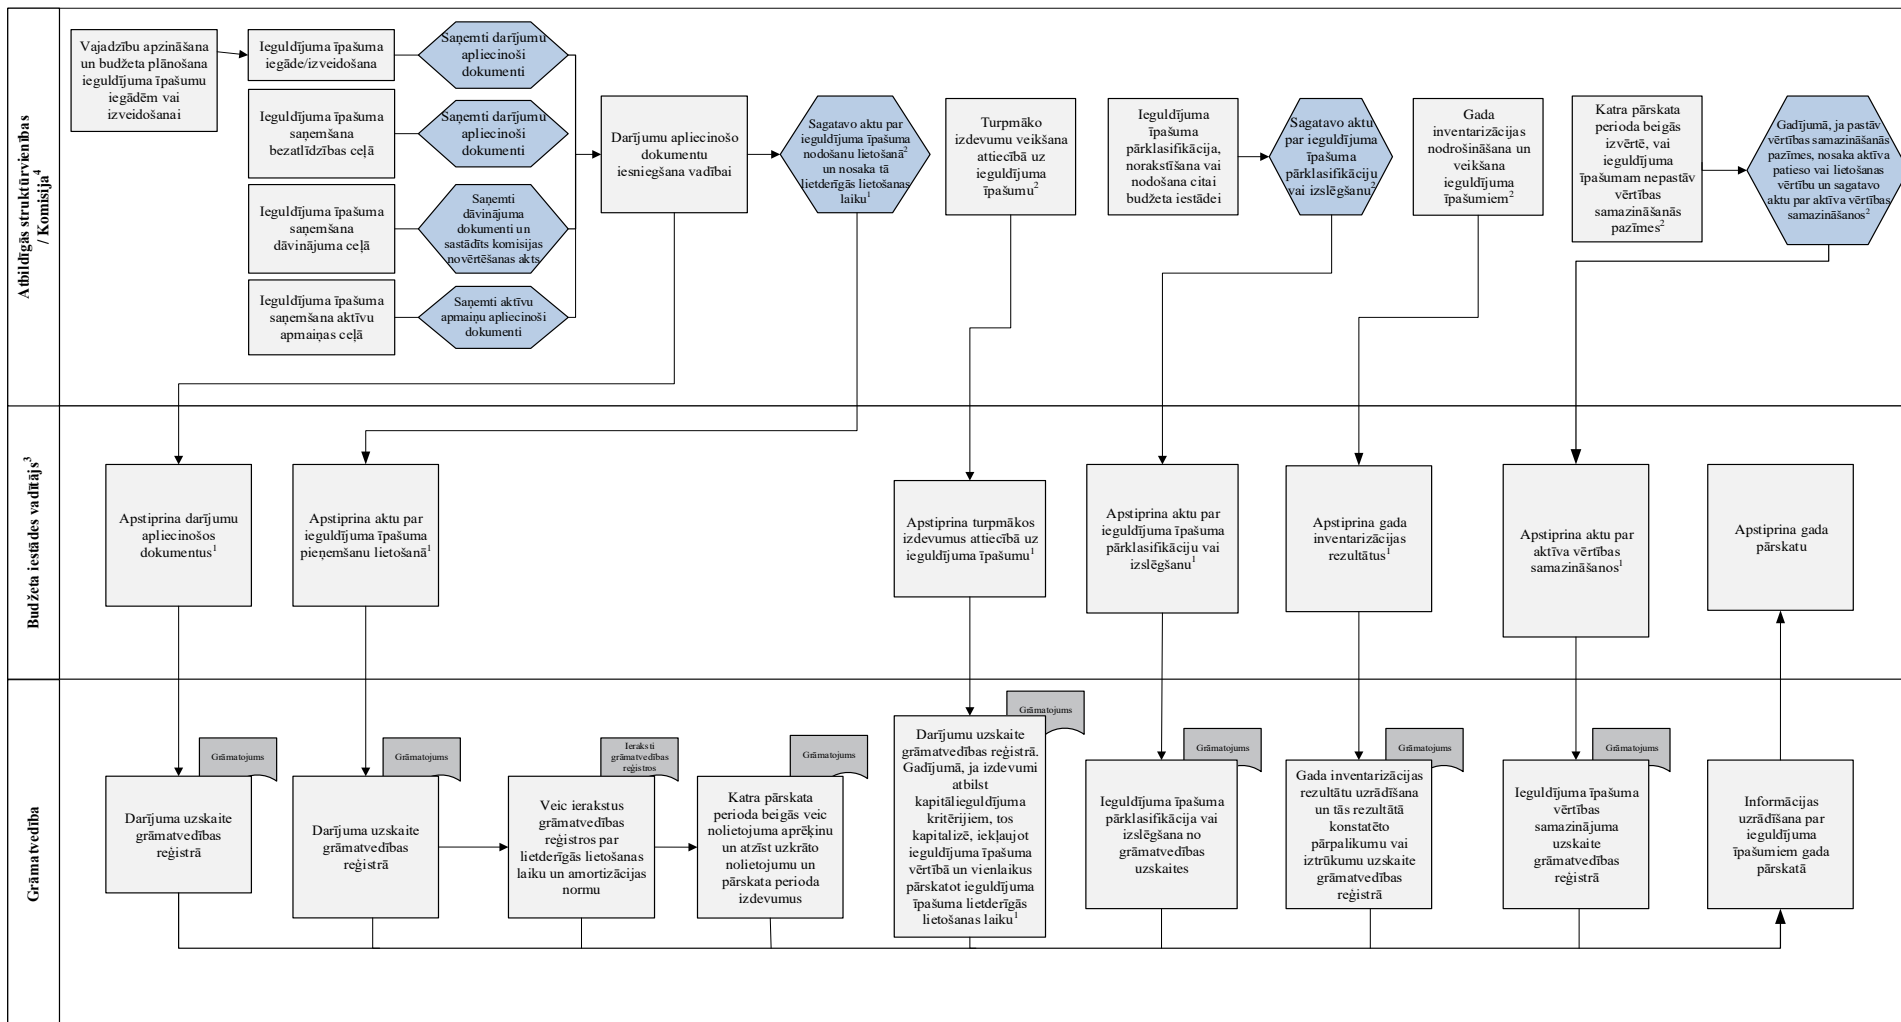 Atbildīgās struktūrvienības
/ Komisija4
Vajadzību apzināšana
un budžeta plānošana
ieguldījuma īpašumu
iegādēm vai
izveidošanai
Ieguldījuma īpašuma
iegāde/izveidošana
Saņemti darījumu
apliecinoši
dokumenti
Ieguldījuma īpašuma
saņemšana
bezatlīdzības ceļā
Saņemti darījumu
apliecinoši
dokumenti
Ieguldījuma īpašuma
saņemšana
dāvinājuma ceļā
Saņemti
dāvinājuma
dokumenti un
sastādīts komisijas
novērtēšanas akts
Ieguldījuma īpašuma
saņemšana aktīvu
apmaiņas ceļā
Saņemti aktīvu
apmaiņu apliecinoši
dokumenti
Darījumu apliecinošo
dokumentu
iesniegšana vadībai
Sagatavo aktu par
ieguldījuma īpašuma
nodošanu lietošanā2
un nosaka tā
lietderīgās lietošanas
laiku1
Turpmāko
izdevumu veikšana
attiecībā uz
ieguldījuma
īpašumu2
Ieguldījuma
īpašuma
pārklasifikācija,
norakstīšana vai
nodošana citai
budžeta iestādei
Sagatavo aktu
par ieguldījuma
īpašuma
pārklasifikāciju
vai izslēgšanu2
Gada
inventarizācijas
nodrošināšana un
veikšana
ieguldījuma
īpašumiem2
Katra pārskata
perioda beigās
izvērtē, vai
ieguldījuma
īpašumam nepastāv
vērtības
samazināšanās
pazīmes2
Gadījumā, ja pastāv
vērtības samazināšanās
pazīmes, nosaka aktīva
patieso vai lietošanas
vērtību un sagatavo
aktu par aktīva vērtības
samazināšanos2
Budžeta iestādes vadītājs3
Apstiprina darījumu
apliecinošos
dokumentus1
Apstiprina aktu par
ieguldījuma īpašuma
pieņemšanu lietošanā1
Apstiprina turpmākos
izdevumus attiecībā uz
ieguldījuma īpašumu1
Apstiprina aktu par
ieguldījuma īpašuma
pārklasifikāciju vai
izslēgšanu1
Apstiprina gada
inventarizācijas
rezultātus1
Apstiprina aktu par
aktīva vērtības
samazināšanos1
Apstiprina gada
pārskatu
Grāmatvedība
Grāmatojums
Darījuma uzskaite
grāmatvedības
reģistrā
Grāmatojums
Darījuma uzskaite
grāmatvedības
reģistrā
Ieraksti
grāmatvedības
reģistros
Veic ierakstus
grāmatvedības
reģistros par
lietderīgās lietošanas
laiku un amortizācijas
normu
Grāmatojums
Katra pārskata
perioda beigās veic
nolietojuma aprēķinu
un atzīst uzkrāto
nolietojumu un
pārskata perioda
izdevumus
Grāmatojums
Darījumu uzskaite
grāmatvedības reģistrā.
Gadījumā, ja izdevumi
atbilst
kapitālieguldījuma
kritērijiem, tos
kapitalizē, iekļaujot
ieguldījuma īpašuma
vērtībā un vienlaikus
pārskatot ieguldījuma
īpašuma lietderīgās
lietošanas laiku1
Grāmatojums
Ieguldījuma īpašuma
pārklasifikācija vai
izslēgšana no
grāmatvedības
uzskaites
Grāmatojums
Gada inventarizācijas
rezultātu uzrādīšana
un tās rezultātā
konstatēto
pārpalikumu vai
iztrūkumu uzskaite
grāmatvedības
reģistrā
Grāmatojums
Ieguldījuma īpašuma
vērtības
samazinājuma
uzskaite
grāmatvedības
reģistrā
Informācijas
uzrādīšana par
ieguldījuma
īpašumiem gada
pārskatā